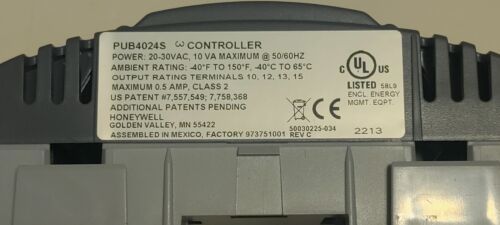 PUB4024S ω CONTROLLER
POWER: 20-30VAC, 10 VA MAXIMUM @ 50/60HZ
AMBIENT RATING: -40°F TO 150°F, -40°C TO 65°C
OUTPUT RATING TERMINALS 10, 12, 13, 15
MAXIMUM 0.5 AMP, CLASS 2
US PATENT #7,557,549; 7,758,368
ADDITIONAL PATENTS PENDING
HONEYWELL
GOLDEN VALLEY, MN 55422
ASSEMBLED IN MEXICO, FACTORY 973751001
50030225-034
REV C
C UL US
®
LISTED 58L9
ENCL ENERGY
MGMT. EQPT.
2213